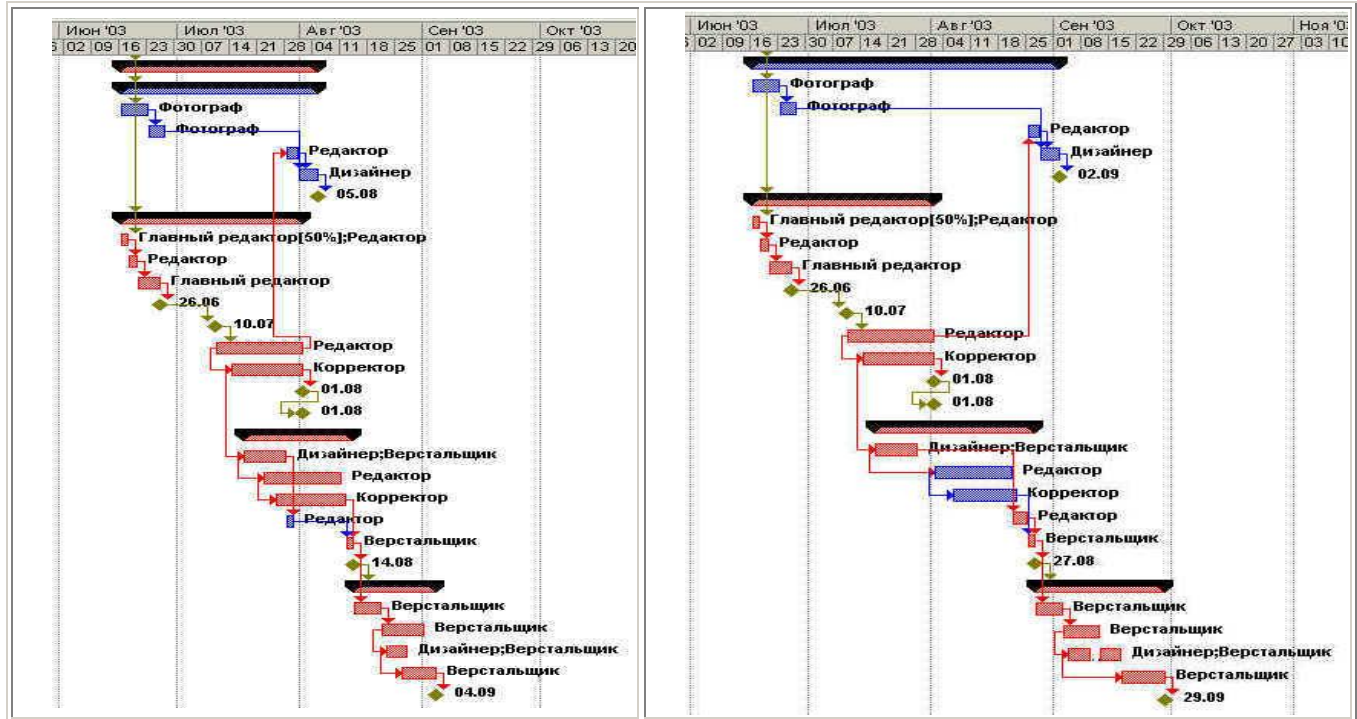 Июн '03 Июл '03 Авг '03 Сен '03 Окт '03
02 09 16 23 30 07 14 21 28 04 11 18 25 01 08 15 22 29 06 13 20
Фотограф
Фотограф
Редактор
Дизайнер
05.08
Главный редактор[50%];Редактор
Редактор
Главный редактор
26.06
10.07
Редактор
Корректор
01.08
01.08
Дизайнер;Верстальщик
Редактор
Корректор
Редактор
Верстальщик
14.08
Верстальщик
Верстальщик
Дизайнер;Верстальщик
Верстальщик
04.09
Июн '03 Июл '03 Авг '03 Сен '03 Окт '03 Ноя '0
02 09 16 23 30 07 14 21 28 04 11 18 25 01 08 15 22 29 06 13 20 27 03 10
Фотограф
Фотограф
Редактор
Дизайнер
02.09
Главный редактор[50%];Редактор
Редактор
Главный редактор
26.06
10.07
Редактор
Корректор
01.08
01.08
Дизайнер;Верстальщик
Редактор
Корректор
Редактор
Верстальщик
27.08
Верстальщик
Верстальщик
Дизайнер;Верстальщик
Верстальщик
29.09